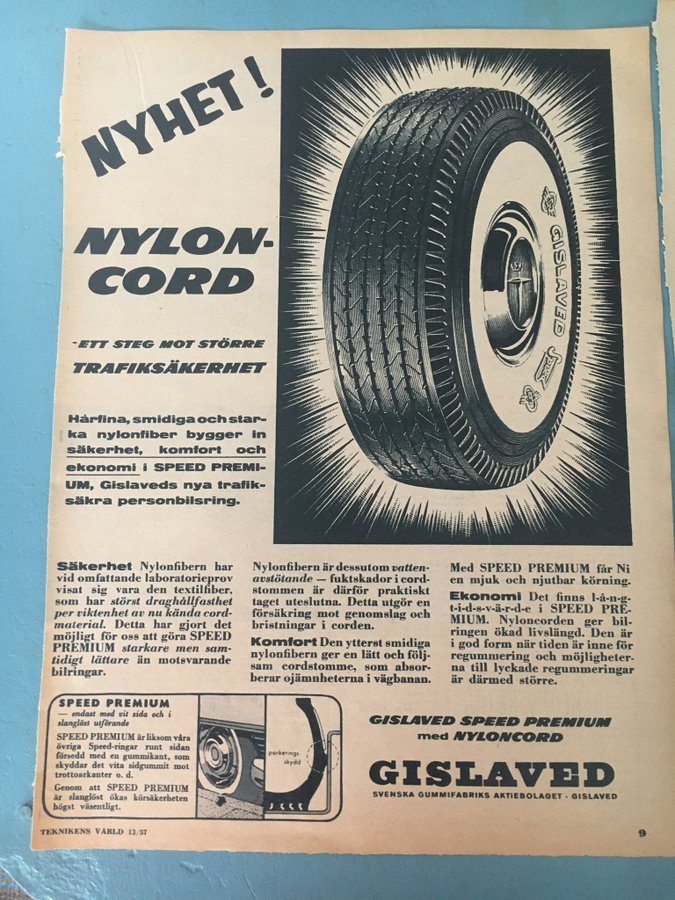 NYHET!
NYLON-
CORD
-ETT STEG MOT STÖRRE
TRAFIKSÄKERHET
Hårfina, smidiga och star-
ka nylonfiber bygger in
säkerhet, komfort och
ekonomi i SPEED PREMI-
UM, Gislaveds nya trafik-
säkra personbilsring.
GISLAVED
Speed
Säkerhet Nylonfibern har
vid omfattande laboratorieprov
visat sig vara den textilfiber,
som har störst draghållfasthet
per viktenhet av nu kända cord-
material. Detta har gjort det
möjligt för oss att göra SPEED
PREMIUM starkare men sam-
tidigt lättare än motsvarande
bilringar.
Nylonfibern är dessutom vatten-
avstötande — fuktskador i cord-
stommen är därför praktiskt
taget uteslutna. Detta utgör en
försäkring mot genomslag och
bristningar i corden.
Komfort Den ytterst smidiga
nylonfibern ger en lätt och följ-
sam cordstomme, som absor-
berar ojämnheterna i vägbanan.
Med SPEED PREMIUM får Ni
en mjuk och njutbar körning.
Ekonomi Det finns l-å-n-g-
t-i-d-s-v-ä-r-d-e i SPEED PRE-
MIUM. Nyloncorden ger bil-
ringen ökad livslängd. Den är
i god form när tiden är inne för
regummering och möjligheter-
na till lyckade regummeringar
är därmed större.
SPEED PREMIUM
— endast med vit sida och i
slanglöst utförande
SPEED PREMIUM är liksom våra
övriga Speed-ringar runt sidan
försedd med en gummikant, som
skyddar det vita sidgummit mot
trottoarkanter o. d.
Genom att SPEED PREMIUM
är slanglöst ökas körsäkerheten
högst väsentligt.
parkerings
skydd
GISLAVED SPEED PREMIUM
med NYLONCORD
GISLAVED
SVENSKA GUMMIFABRIKS AKTIEBOLAGET · GISLAVED
TEKNIKENS VÄRLD 13/57
9